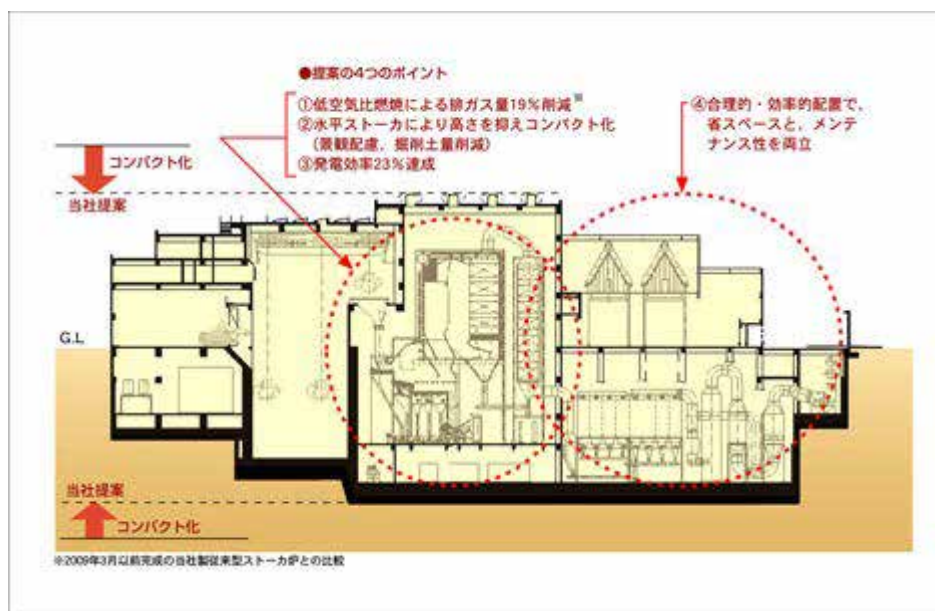 ●提案の4つのポイント
①低空気比燃焼による排ガス量19%削減※
②水平ストーカにより高さを抑えコンパクト化
(景観配慮、掘削土量削減)
③発電効率23%達成
④合理的・効率的配置で、
省スペースと、メンテ
ナンス性を両立
コンパクト化
当社提案
G.L
当社提案
コンパクト化
※2009年3月以前完成の当社製従来型ストーカ炉との比較